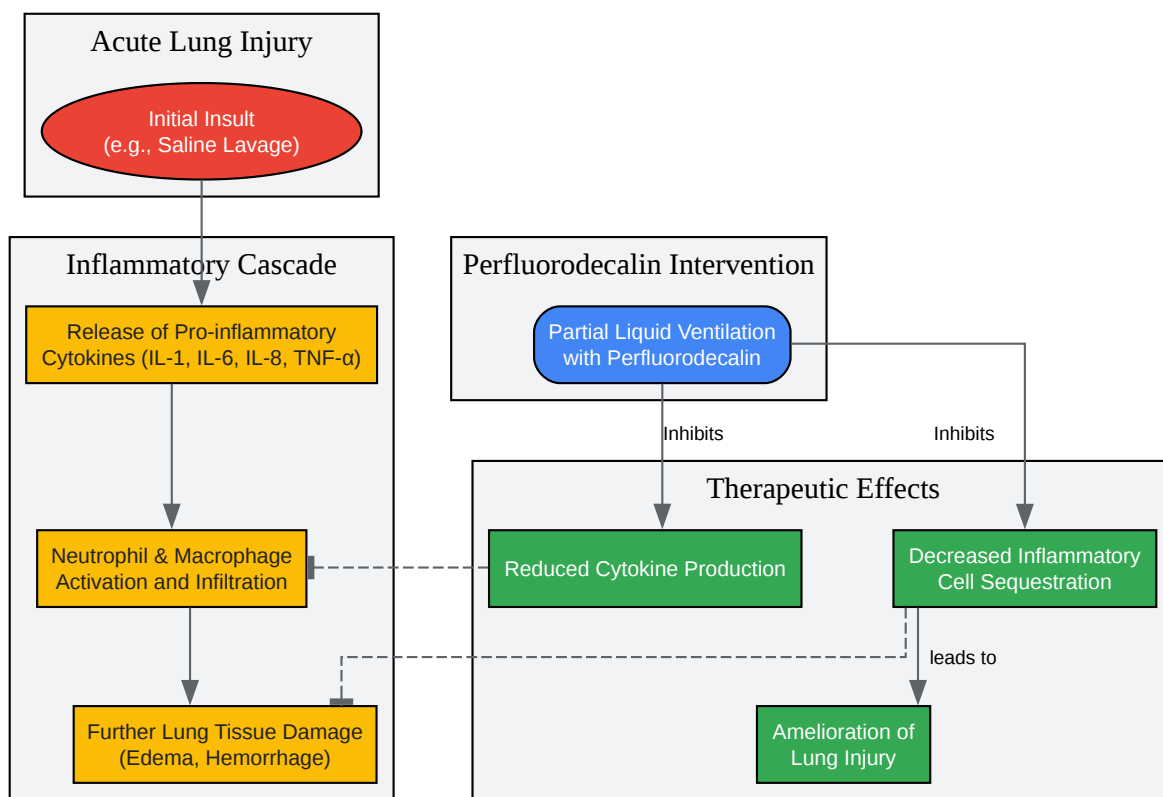 Acute Lung Injury
Initial Insult
(e.g., Saline Lavage)
Inflammatory Cascade
Release of Pro-inflammatory
Cytokines (IL-1, IL-6, IL-8, TNF-α)
Neutrophil & Macrophage
Activation and Infiltration
Further Lung Tissue Damage
(Edema, Hemorrhage)
Perfluorodecalin Intervention
Partial Liquid Ventilation
with Perfluorodecalin
Inhibits
Inhibits
Therapeutic Effects
Reduced Cytokine Production
Decreased Inflammatory
Cell Sequestration
leads to
Amelioration of
Lung Injury